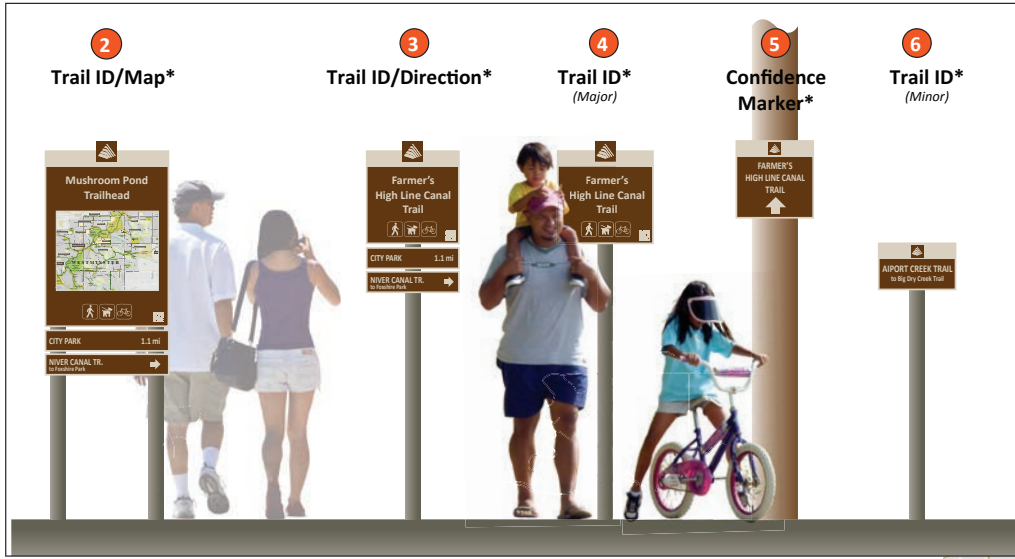 2
Trail ID/Map*
3
Trail ID/Direction*
4
Trail ID*
(Major)
5
Confidence
Marker*
6
Trail ID*
(Minor)
Mushroom Pond
Trailhead
WESTMINSTER
CITY PARK 1.1 mi
NIVER CANAL TR.
to Foxshire Park
Farmer's
High Line Canal
Trail
CITY PARK 1.1 mi
NIVER CANAL TR.
to Foxshire Park
Farmer's
High Line Canal
Trail
FARMER'S
HIGH LINE CANAL
TRAIL
AIPORT CREEK TRAIL
to Big Dry Creek Trail